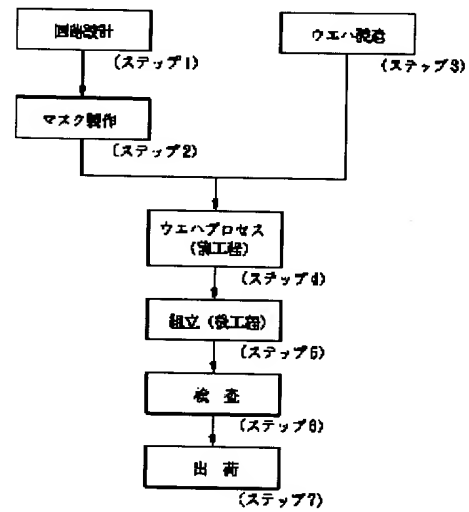 回路設計
(ステップ1)
ウエハ製造
(ステップ3)
マスク製作
(ステップ2)
ウエハプロセス
(前工程)
(ステップ4)
組立(後工程)
(ステップ5)
検 査
(ステップ6)
出 荷
(ステップ7)